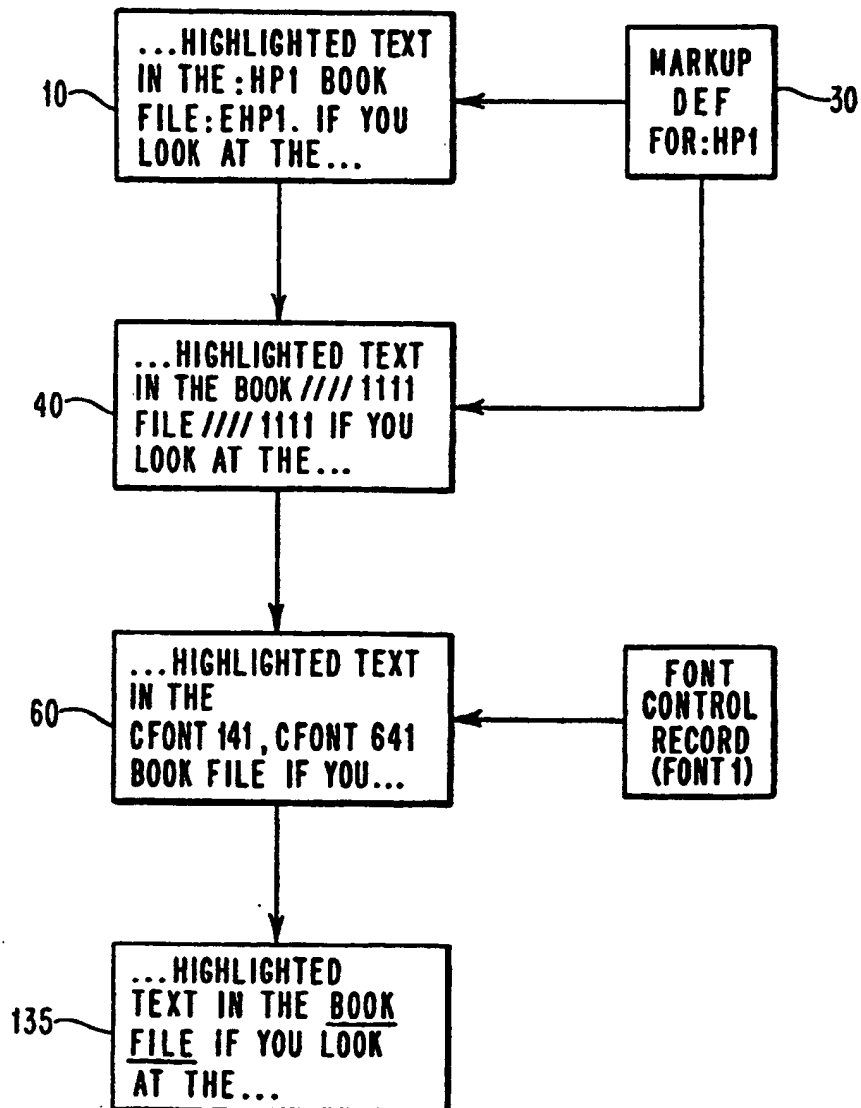 ...HIGHLIGHTED TEXT
IN THE :HP1 BOOK
FILE:EHP1. IF YOU
LOOK AT THE...
10
MARKUP
DEF
FOR:HP1
30
...HIGHLIGHTED TEXT
IN THE BOOK //// 1111
FILE //// 1111 IF YOU
LOOK AT THE...
40
...HIGHLIGHTED TEXT
IN THE
CFONT 141, CFONT 641
BOOK FILE IF YOU...
60
FONT
CONTROL
RECORD
(FONT 1)
...HIGHLIGHTED
TEXT IN THE BOOK
FILE IF YOU LOOK
AT THE...
135